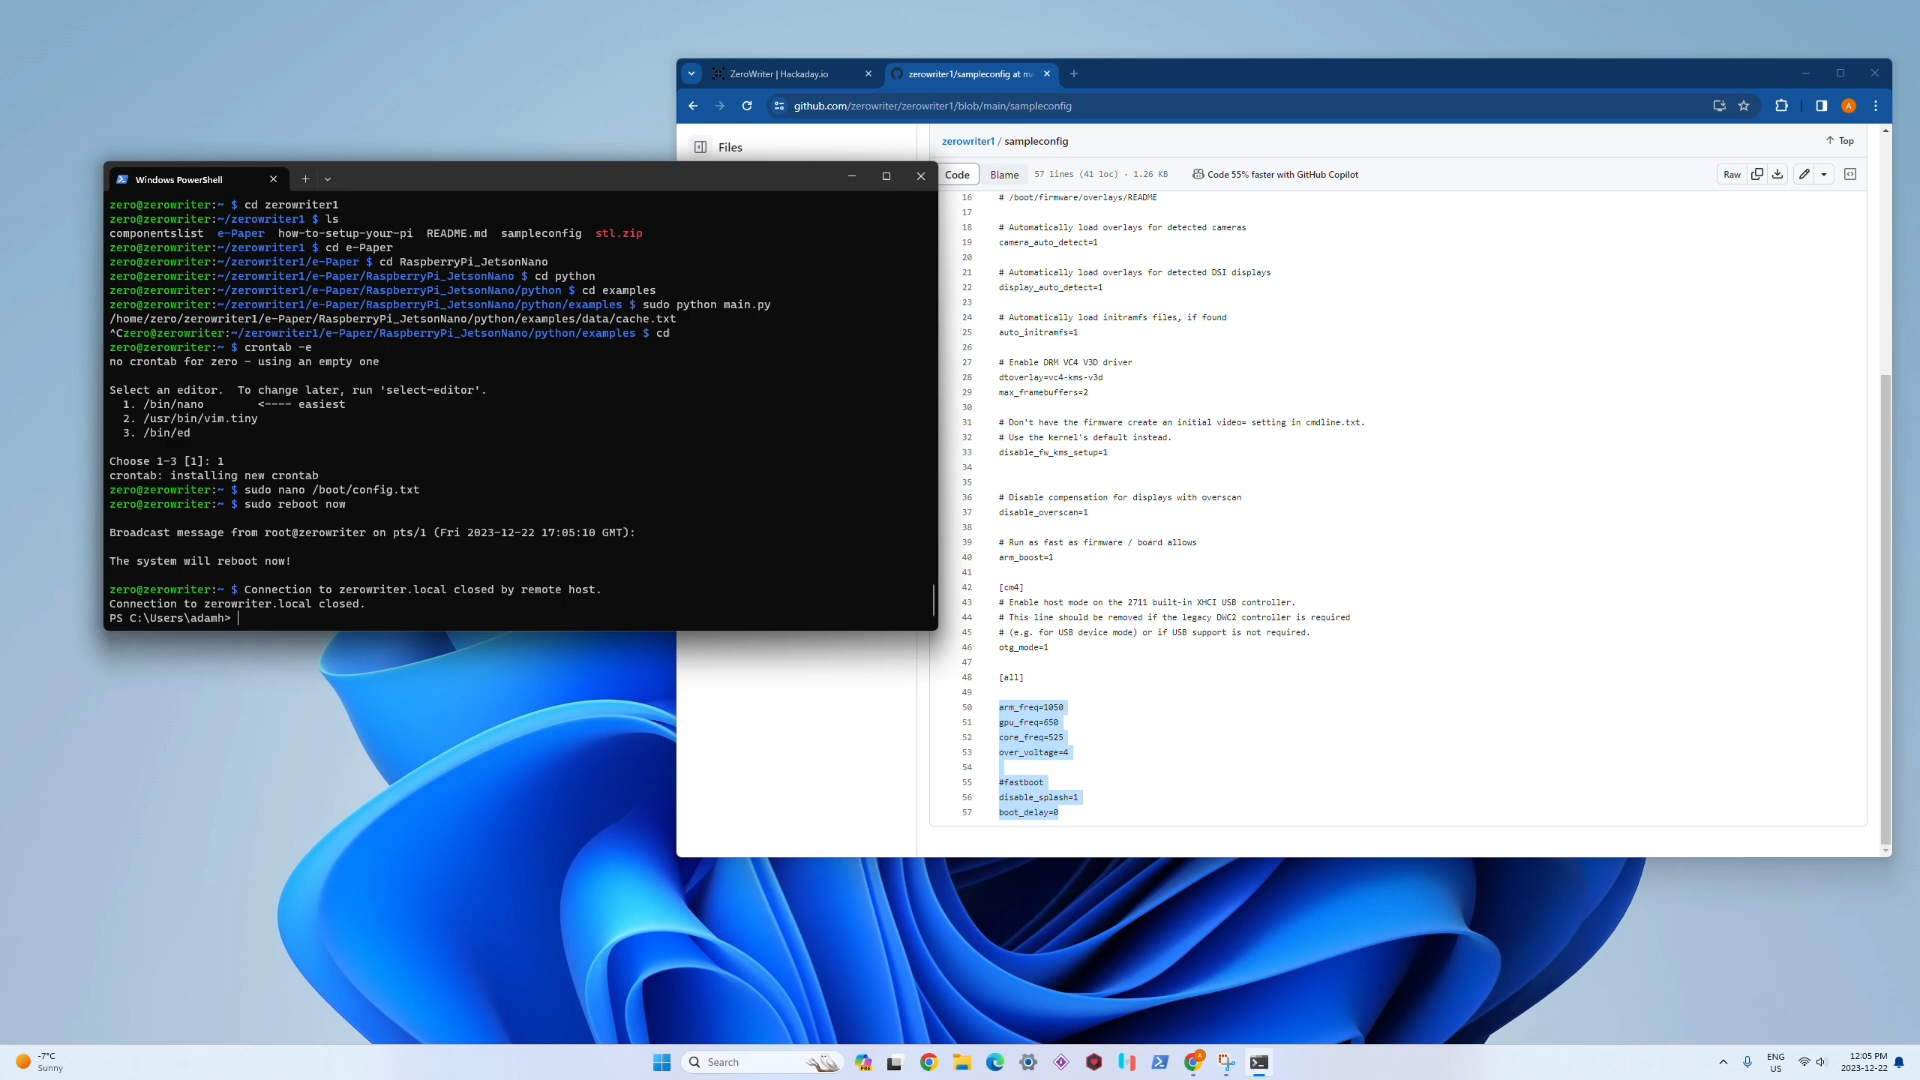 ZeroWriter | Hackaday.io
zerowriter1/sampleconfig at ma
github.com/zerowriter/zerowriter1/blob/main/sampleconfig
A
Files
zerowriter1 / sampleconfig
Top
Code
Blame
57 lines (41 loc) · 1.26 KB
Code 55% faster with GitHub Copilot
Raw
16 # /boot/firmware/overlays/README
17
18 # Automatically load overlays for detected cameras
19 camera_auto_detect=1
20
21 # Automatically load overlays for detected DSI displays
22 display_auto_detect=1
23
24 # Automatically load initramfs files, if found
25 auto_initramfs=1
26
27 # Enable DRM VC4 V3D driver
28 dtoverlay=vc4-kms-v3d
29 max_framebuffers=2
30
31 # Don't have the firmware create an initial video= setting in cmdline.txt.
32 # Use the kernel's default instead.
33 disable_fw_kms_setup=1
34
35
36 # Disable compensation for displays with overscan
37 disable_overscan=1
38
39 # Run as fast as firmware / board allows
40 arm_boost=1
41
42 [cm4]
43 # Enable host mode on the 2711 built-in XHCI USB controller.
44 # This line should be removed if the legacy DWC2 controller is required
45 # (e.g. for USB device mode) or if USB support is not required.
46 otg_mode=1
47
48 [all]
49
50 arm_freq=1050
51 gpu_freq=650
52 core_freq=525
53 over_voltage=4
54
55 #fastboot
56 disable_splash=1
57 boot_delay=0
Windows PowerShell
zero@zerowriter:~ $ cd zerowriter1
zero@zerowriter:~/zerowriter1 $ ls
componentslist e-Paper how-to-setup-your-pi README.md sampleconfig stl.zip
zero@zerowriter:~/zerowriter1 $ cd e-Paper
zero@zerowriter:~/zerowriter1/e-Paper $ cd RaspberryPi_JetsonNano
zero@zerowriter:~/zerowriter1/e-Paper/RaspberryPi_JetsonNano $ cd python
zero@zerowriter:~/zerowriter1/e-Paper/RaspberryPi_JetsonNano/python $ cd examples
zero@zerowriter:~/zerowriter1/e-Paper/RaspberryPi_JetsonNano/python/examples $ sudo python main.py
/home/zero/zerowriter1/e-Paper/RaspberryPi_JetsonNano/python/examples/data/cache.txt
^Czero@zerowriter:~/zerowriter1/e-Paper/RaspberryPi_JetsonNano/python/examples $ cd
zero@zerowriter:~ $ crontab -e
no crontab for zero - using an empty one
Select an editor. To change later, run 'select-editor'.
1. /bin/nano <---- easiest
2. /usr/bin/vim.tiny
3. /bin/ed
Choose 1-3 [1]: 1
crontab: installing new crontab
zero@zerowriter:~ $ sudo nano /boot/config.txt
zero@zerowriter:~ $ sudo reboot now
Broadcast message from root@zerowriter on pts/1 (Fri 2023-12-22 17:05:10 GMT):
The system will reboot now!
zero@zerowriter:~ $ Connection to zerowriter.local closed by remote host.
Connection to zerowriter.local closed.
PS C:\Users\adamh>
-7°C
Sunny
Search
ENG
US
12:05 PM
2023-12-22